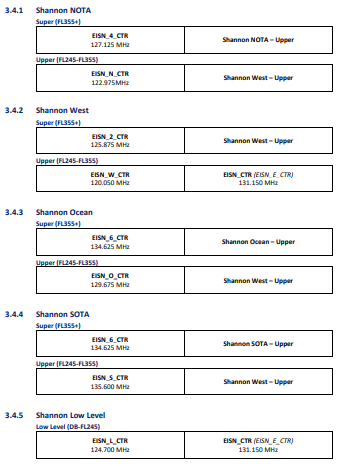 3.4.1 Shannon NOTA
Super (FL355+)
EISN_4_CTR
127.125 MHz
Shannon NOTA – Upper
Upper (FL245-FL355)
EISN_N_CTR
122.975MHz
Shannon West – Upper
3.4.2 Shannon West
Super (FL355+)
EISN_2_CTR
125.875 MHz
Shannon West – Upper
Upper (FL245-FL355)
EISN_W_CTR
120.050 MHz
EISN_CTR (EISN_E_CTR)
131.150 MHz
3.4.3 Shannon Ocean
Super (FL355+)
EISN_6_CTR
134.625 MHz
Shannon Ocean – Upper
Upper (FL245-FL355)
EISN_O_CTR
129.675 MHz
Shannon West – Upper
3.4.4 Shannon SOTA
Super (FL355+)
EISN_6_CTR
134.625 MHz
Shannon SOTA – Upper
Upper (FL245-FL355)
EISN_S_CTR
135.600 MHz
Shannon West – Upper
3.4.5 Shannon Low Level
Low Level (DB-FL245)
EISN_L_CTR
124.700 MHz
EISN_CTR (EISN_E_CTR)
131.150 MHz